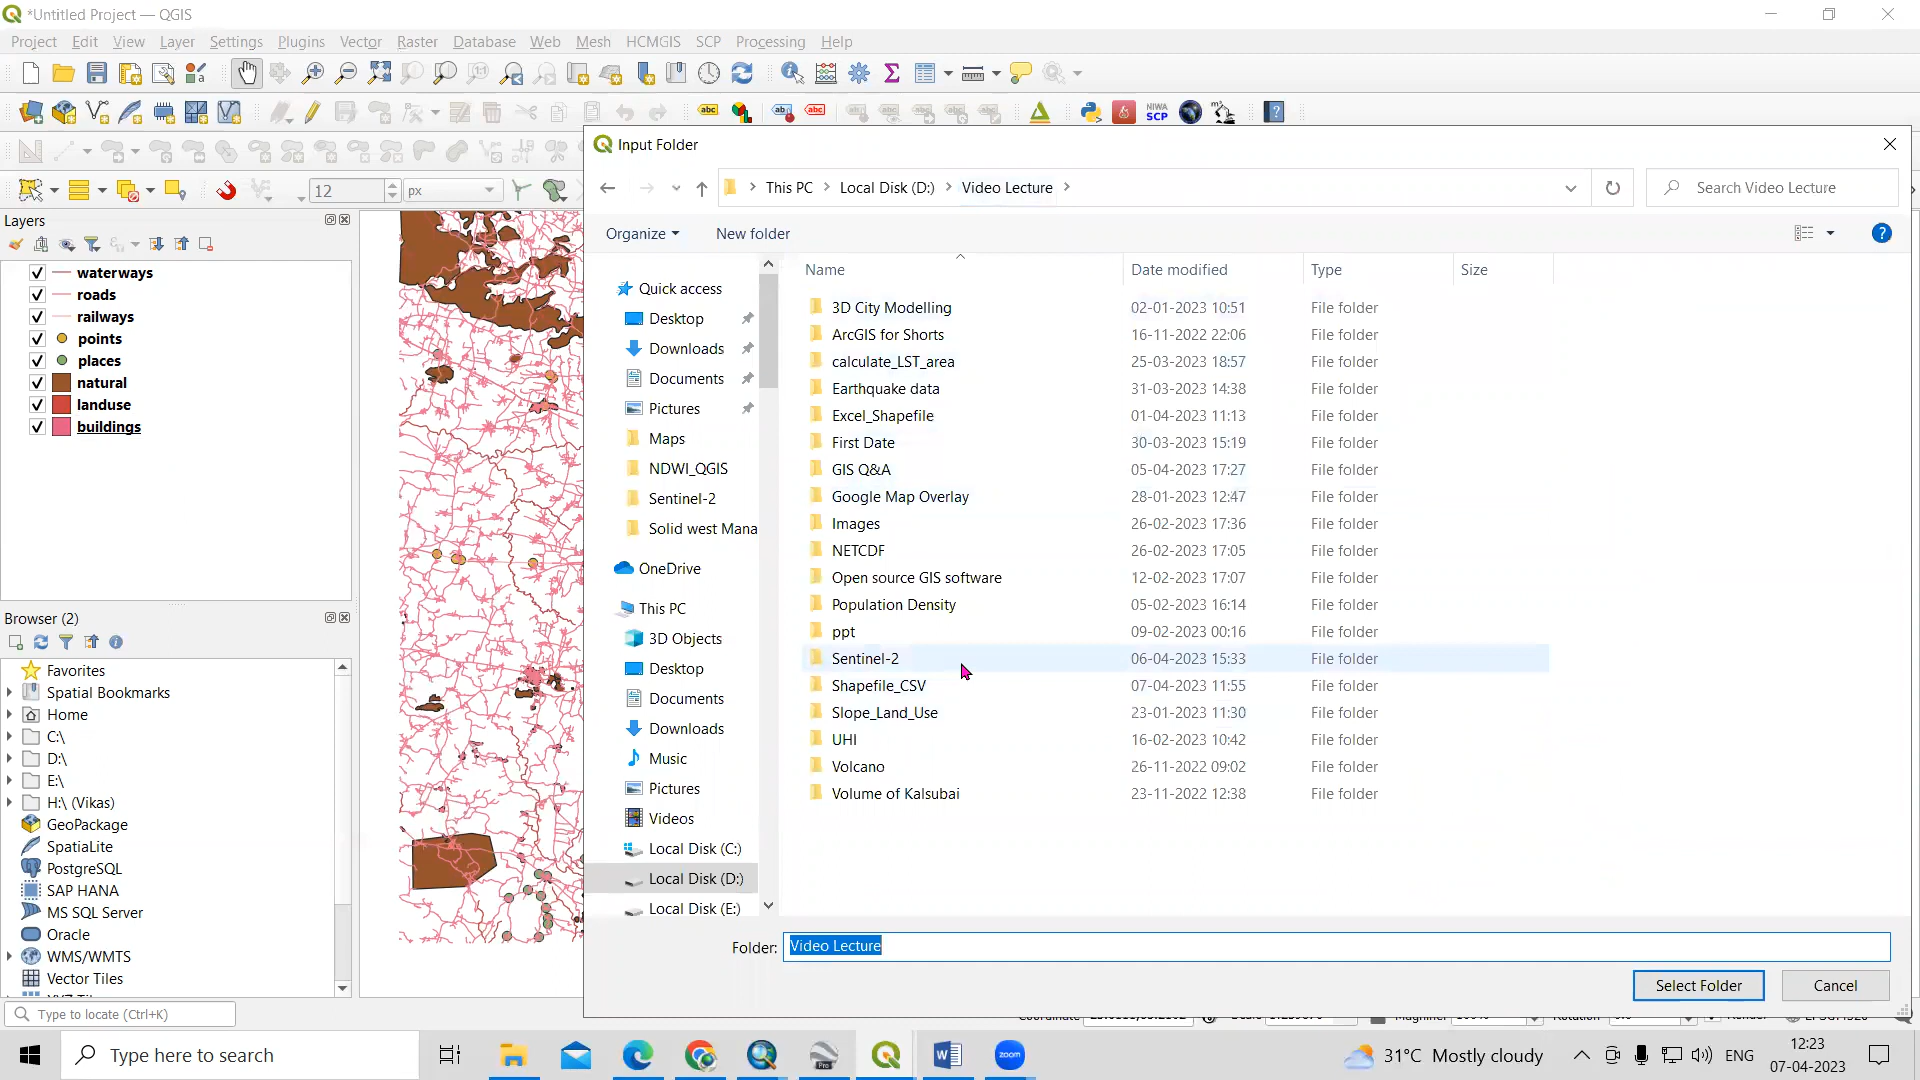 *Untitled Project — QGIS
Project Edit View Layer Settings Plugins Vector Raster Database Web Mesh HCMGIS SCP Processing Help
12 px
Input Folder
This PC > Local Disk (D:) > Video Lecture >
Search Video Lecture
Organize New folder
Layers
waterways
roads
railways
points
places
natural
landuse
buildings
Browser (2)
Favorites
Spatial Bookmarks
Home
C:\
D:\
E:\
H:\ (Vikas)
GeoPackage
SpatiaLite
PostgreSQL
SAP HANA
MS SQL Server
Oracle
WMS/WMTS
Vector Tiles
Type to locate (Ctrl+K)
Quick access
Desktop
Downloads
Documents
Pictures
Maps
NDWI_QGIS
Sentinel-2
Solid west Mana
OneDrive
This PC
3D Objects
Desktop
Documents
Downloads
Music
Pictures
Videos
Local Disk (C:)
Local Disk (D:)
Local Disk (E:)
Name Date modified Type Size
3D City Modelling 02-01-2023 10:51 File folder
ArcGIS for Shorts 16-11-2022 22:06 File folder
calculate_LST_area 25-03-2023 18:57 File folder
Earthquake data 31-03-2023 14:38 File folder
Excel_Shapefile 01-04-2023 11:13 File folder
First Date 30-03-2023 15:19 File folder
GIS Q&A 05-04-2023 17:27 File folder
Google Map Overlay 28-01-2023 12:47 File folder
Images 26-02-2023 17:36 File folder
NETCDF 26-02-2023 17:05 File folder
Open source GIS software 12-02-2023 17:07 File folder
Population Density 05-02-2023 16:14 File folder
ppt 09-02-2023 00:16 File folder
Sentinel-2 06-04-2023 15:33 File folder
Shapefile_CSV 07-04-2023 11:55 File folder
Slope_Land_Use 23-01-2023 11:30 File folder
UHI 16-02-2023 10:42 File folder
Volcano 26-11-2022 09:02 File folder
Volume of Kalsubai 23-11-2022 12:38 File folder
Folder: Video Lecture
Select Folder Cancel
Type here to search
zoom
31°C Mostly cloudy
ENG
12:23
07-04-2023